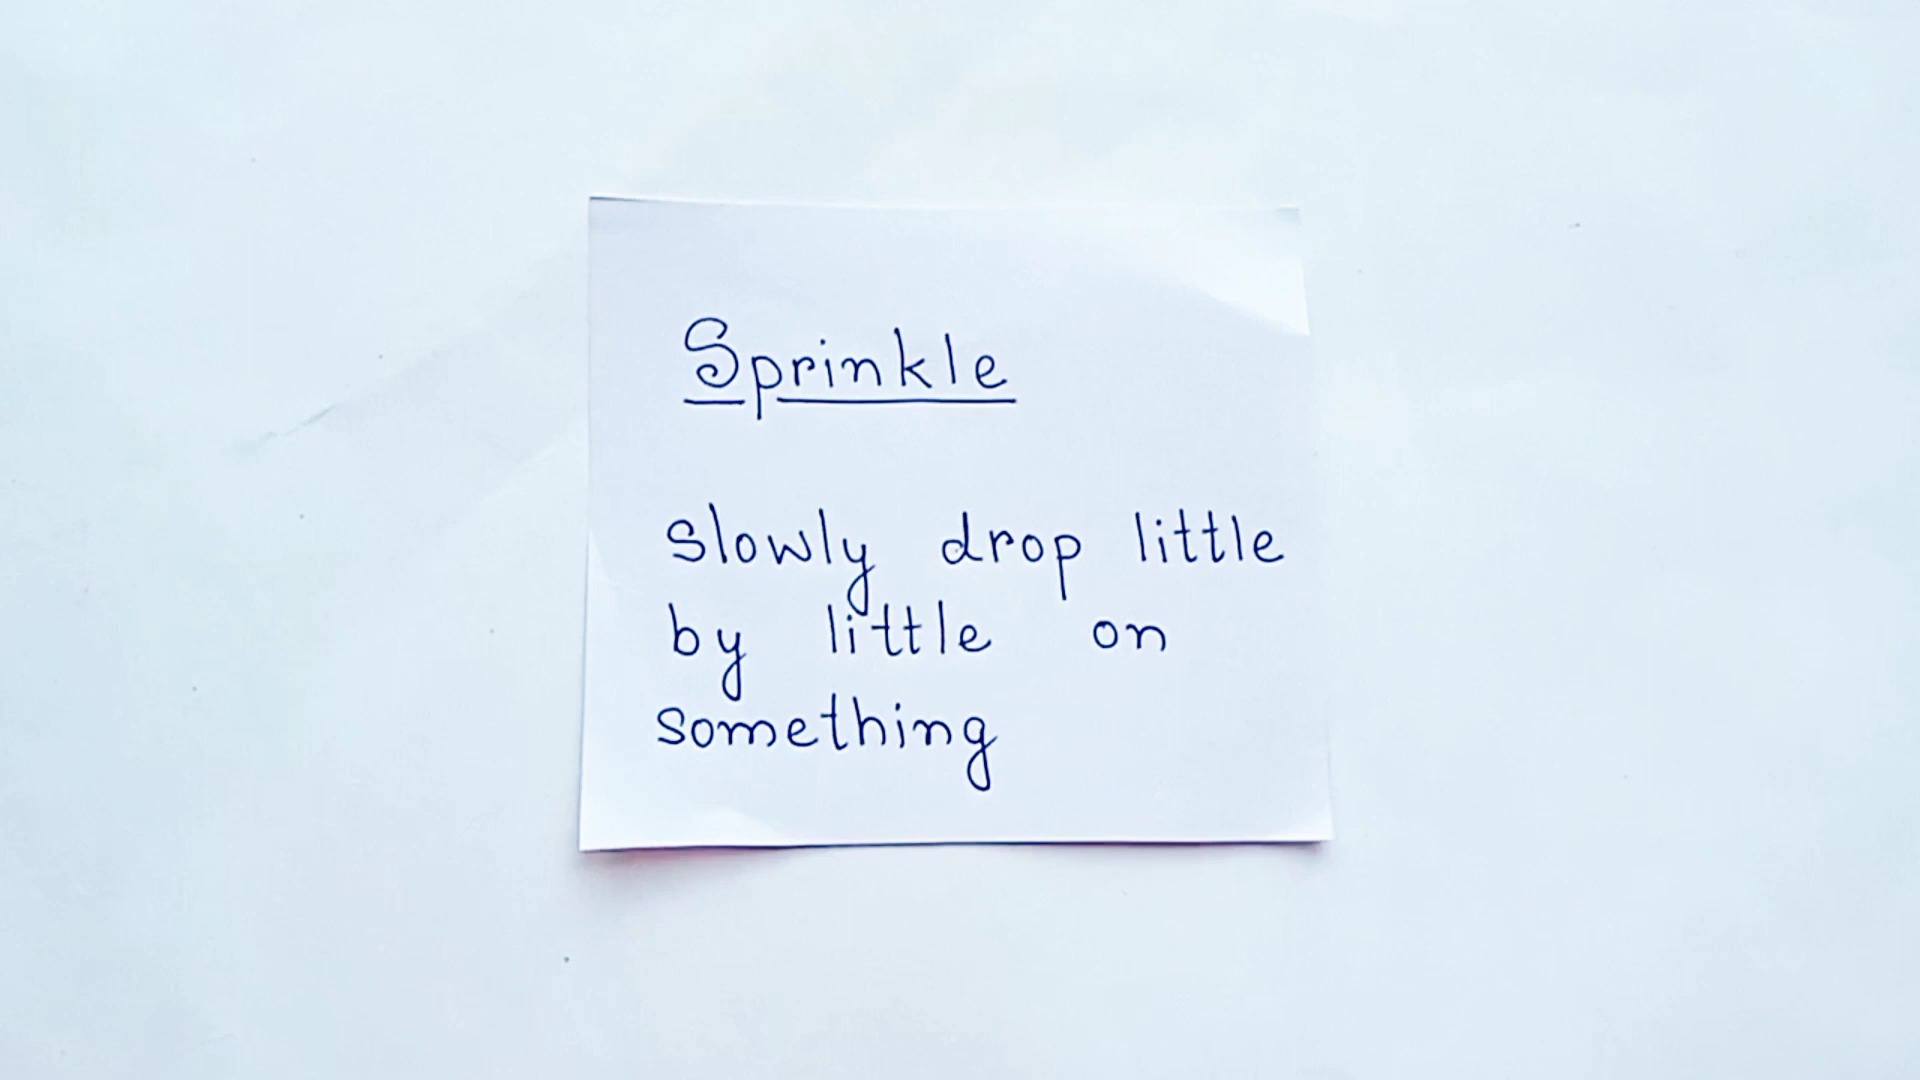 Sprinkle
slowly drop little
by little on
something